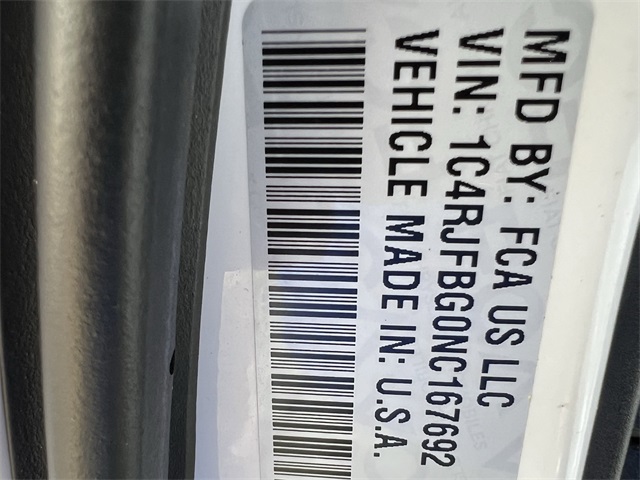 MFD BY: FCA US LLC
VIN: 1C4RJFBG0NC167692
VEHICLE MADE IN: U.S.A.